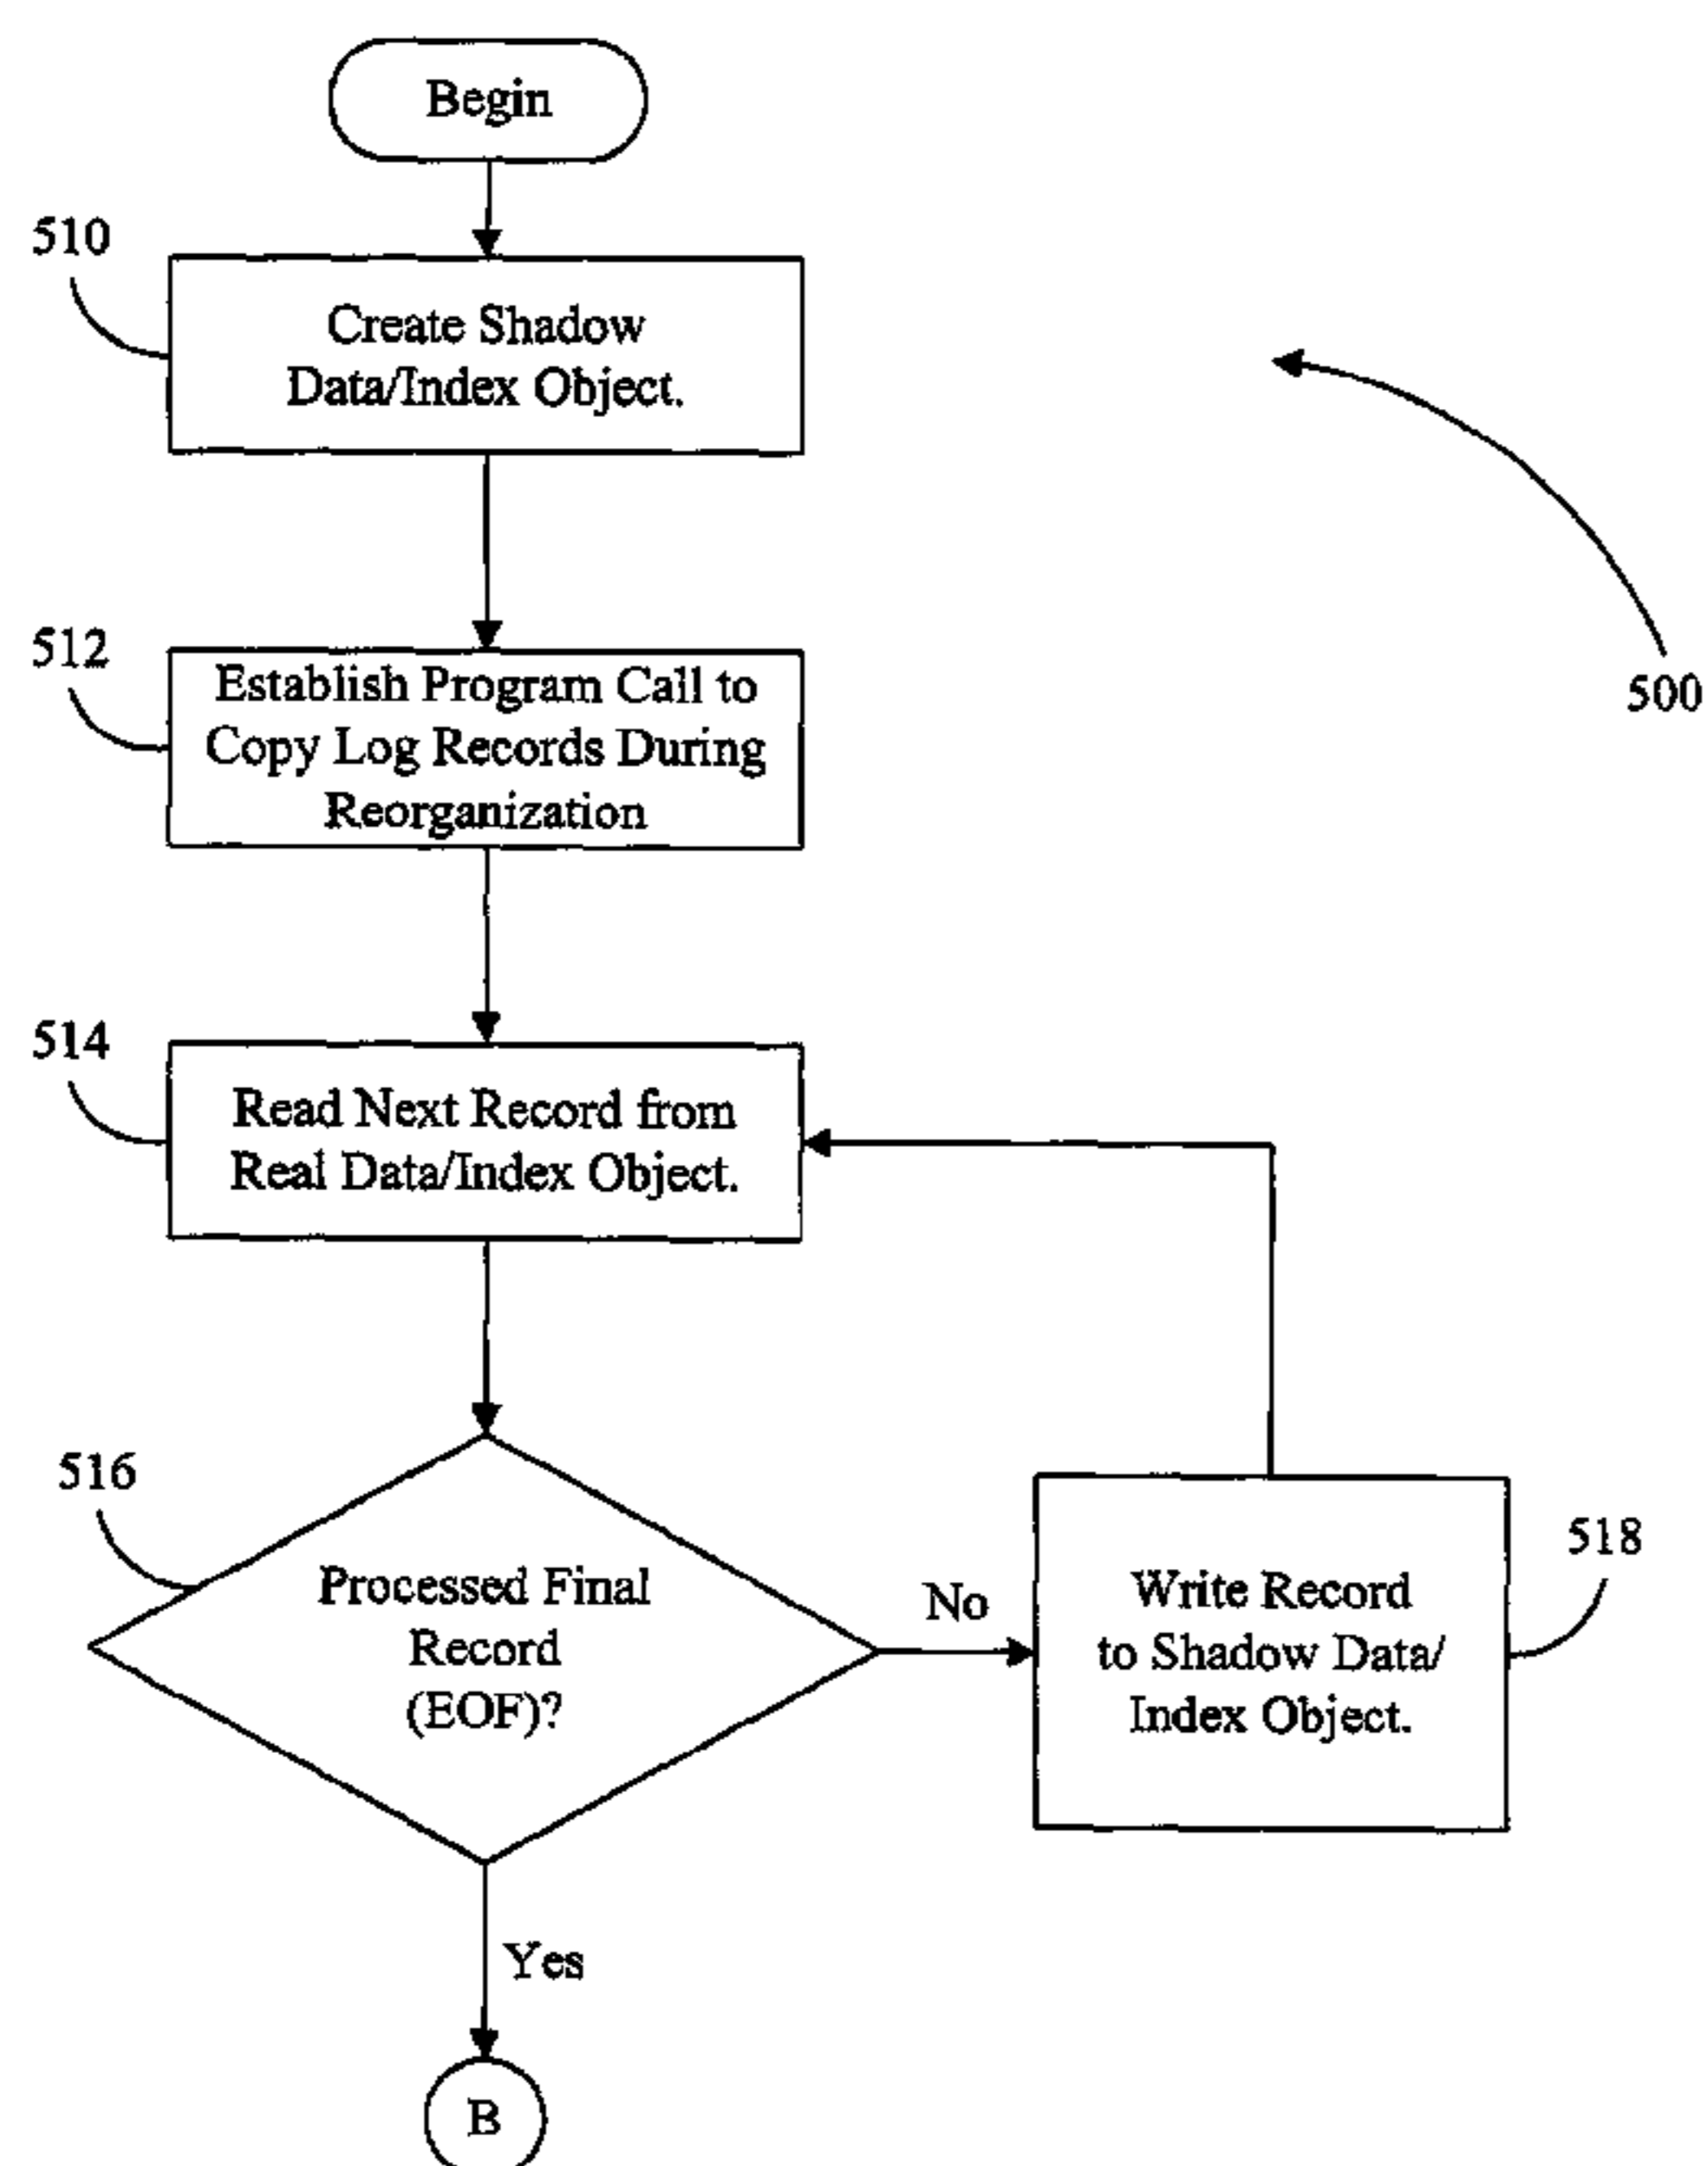 Begin
510
Create Shadow
Data/Index Object.
500
512
Establish Program Call to
Copy Log Records During
Reorganization
514
Read Next Record from
Real Data/Index Object.
516
Processed Final
Record
(EOF)?
No
518
Write Record
to Shadow Data/
Index Object.
Yes
B